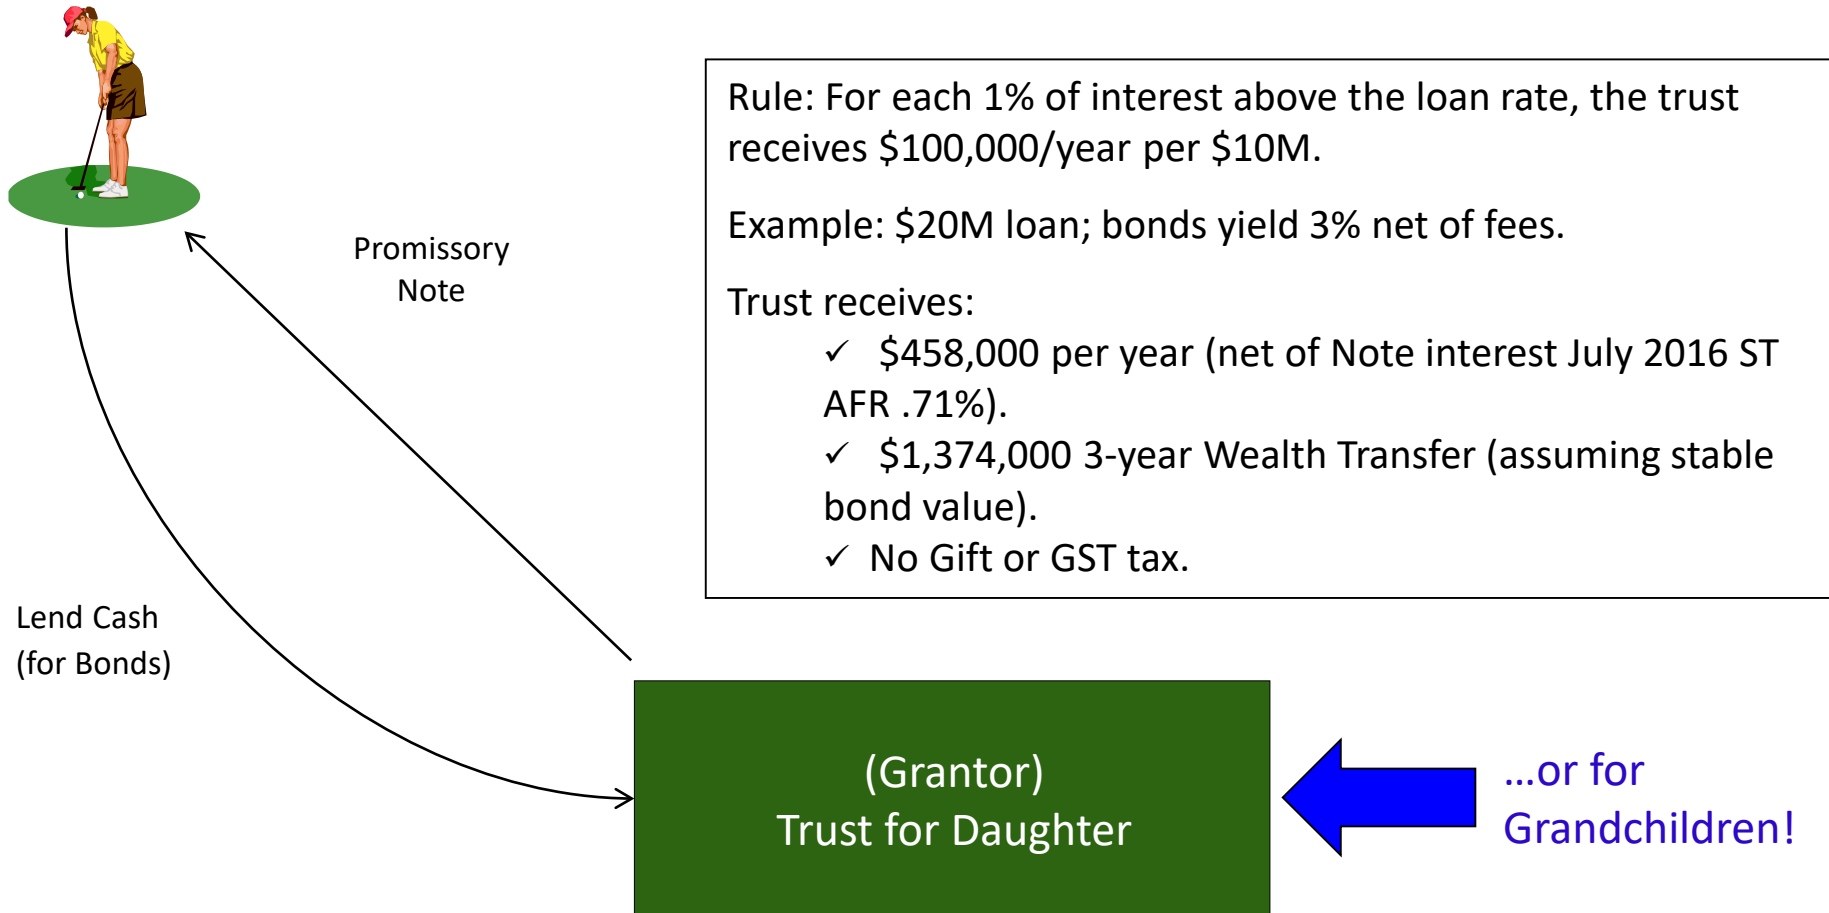 Rule: For each 1% of interest above the loan rate, the trust
receives $100,000/year per $10M.
Example: $20M loan; bonds yield 3% net of fees.
Trust receives:
✓ $458,000 per year (net of Note interest July 2016 ST
AFR .71%).
✓ $1,374,000 3-year Wealth Transfer (assuming stable
bond value).
✓ No Gift or GST tax.
Promissory
Note
Lend Cash
(for Bonds)
(Grantor)
Trust for Daughter
...or for
Grandchildren!